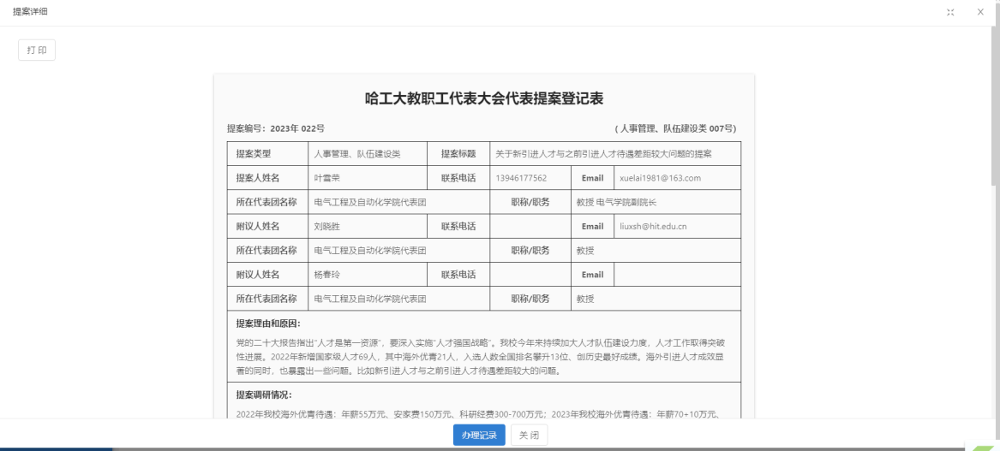 提案详细
打 印
哈工大教职工代表大会代表提案登记表
提案编号：2023年 022号 （ 人事管理、队伍建设类 007号)
提案类型 人事管理、队伍建设类 提案标题 关于新引进人才与之前引进人才待遇差距较大问题的提案
提案人姓名 叶雪荣 联系电话 13946177562 Email xuelai1981@163.com
所在代表团名称 电气工程及自动化学院代表团 职称/职务 教授 电气学院副院长
附议人姓名 刘晓胜 联系电话 Email liuxsh@hit.edu.cn
所在代表团名称 电气工程及自动化学院代表团 职称/职务 教授
附议人姓名 杨春玲 联系电话 Email
所在代表团名称 电气工程及自动化学院代表团 职称/职务 教授
提案理由和原因：
党的二十大报告指出“人才是第一资源”，要深入实施“人才强国战略”。我校今年来持续加大人才队伍建设力度，人才工作取得突破
性进展。2022年新增国家级人才69人，其中海外优青21人，入选人数全国排名攀升13位、创历史最好成绩。海外引进人才成效显
著的同时，也暴露出一些问题。比如新引进人才与之前引进人才待遇差距较大的问题。
提案调研情况：
2022年我校海外优青待遇：年薪55万元、安家费150万元、科研经费300-700万元；2023年我校海外优青待遇：年薪70+10万元、
办理记录 关 闭